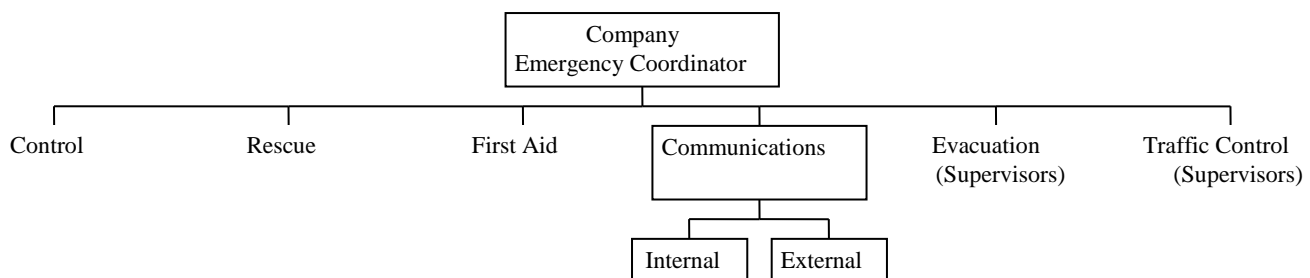 Company
Emergency Coordinator
Control
Rescue
First Aid
Communications
Evacuation
(Supervisors)
Traffic Control
(Supervisors)
Internal
External